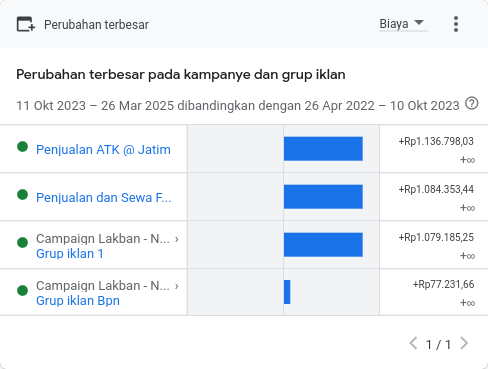 Perubahan terbesar
Biaya
Perubahan terbesar pada kampanye dan grup iklan
11 Okt 2023 – 26 Mar 2025 dibandingkan dengan 26 Apr 2022 – 10 Okt 2023
Penjualan ATK @ Jatim
+Rp1.136.798,03
+∞
Penjualan dan Sewa F...
+Rp1.084.353,44
+∞
Campaign Lakban - N... ›
Grup iklan 1
+Rp1.079.185,25
+∞
Campaign Lakban - N... ›
Grup iklan Bpn
+Rp77.231,66
+∞
1 / 1